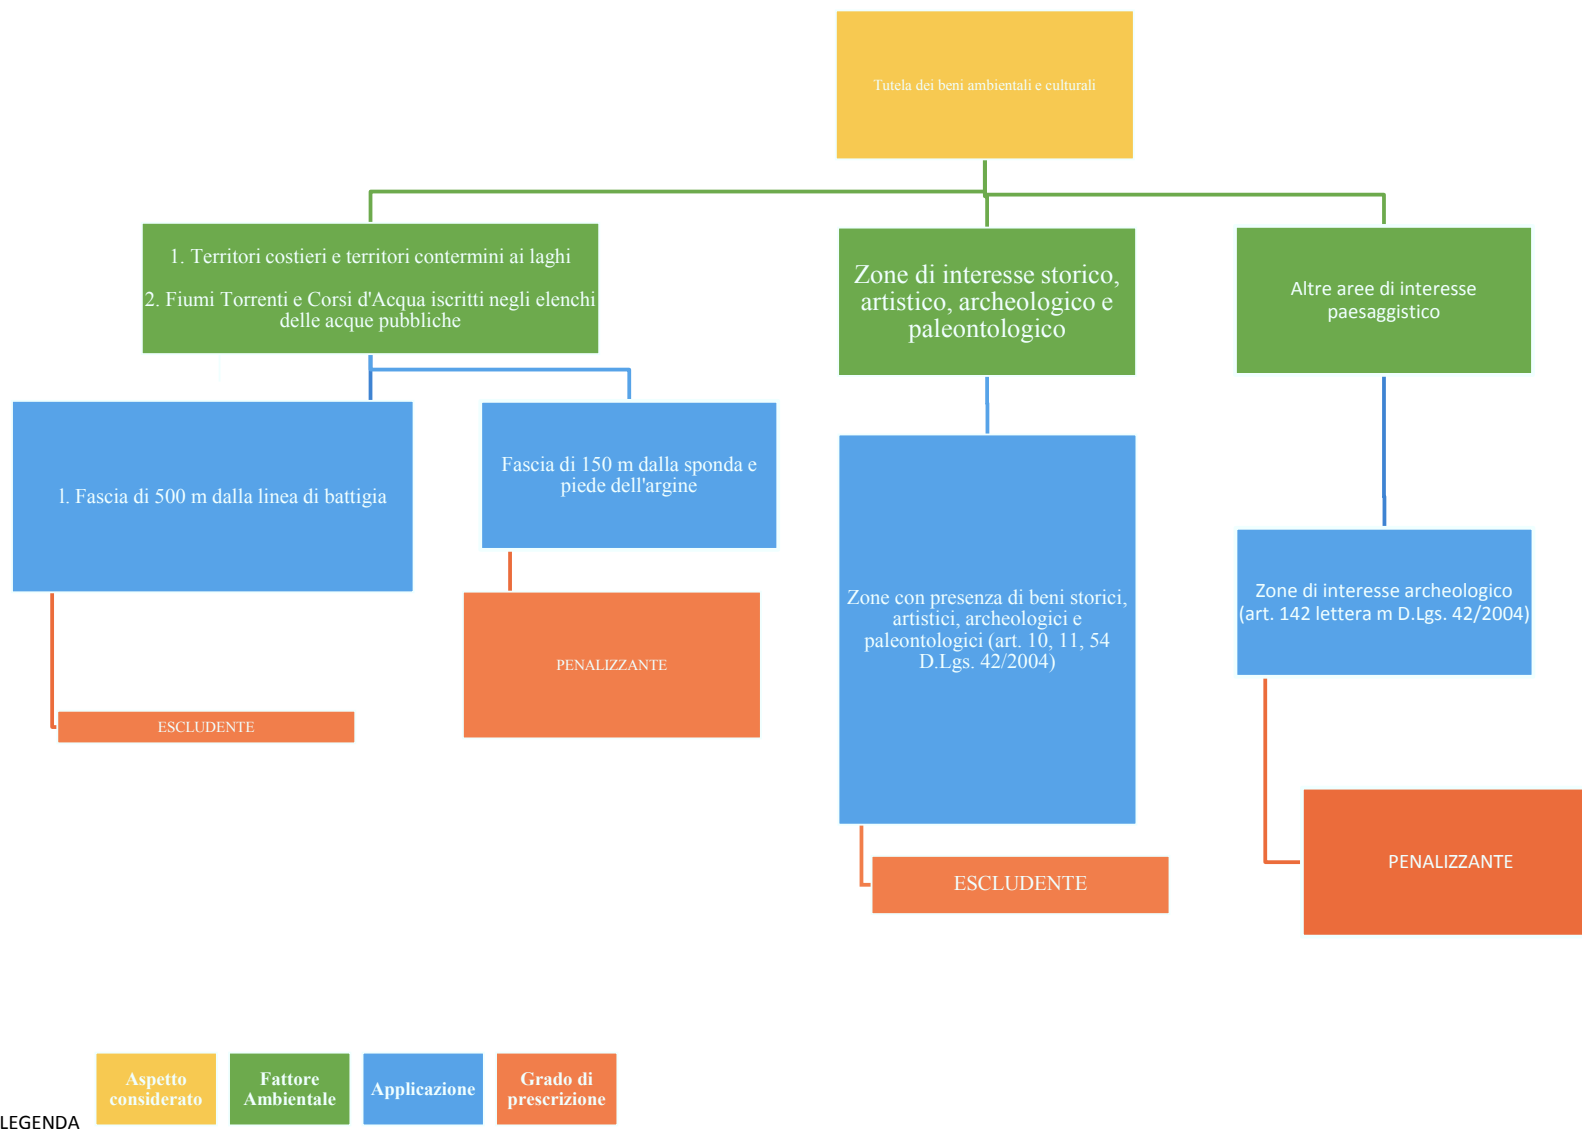 Tutela dei beni ambientali e culturali
1. Territori costieri e territori contermini ai laghi
2. Fiumi Torrenti e Corsi d'Acqua iscritti negli elenchi
delle acque pubbliche
Zone di interesse storico,
artistico, archeologico e
paleontologico
Altre aree di interesse
paesaggistico
l. Fascia di 500 m dalla linea di battigia
Fascia di 150 m dalla sponda e
piede dell'argine
Zone con presenza di beni storici,
artistici, archeologici e
paleontologici (art. 10, 11, 54
D.Lgs. 42/2004)
Zone di interesse archeologico
(art. 142 lettera m D.Lgs. 42/2004)
ESCLUDENTE
PENALIZZANTE
ESCLUDENTE
PENALIZZANTE
LEGENDA
Aspetto
considerato
Fattore
Ambientale
Applicazione
Grado di
prescrizione